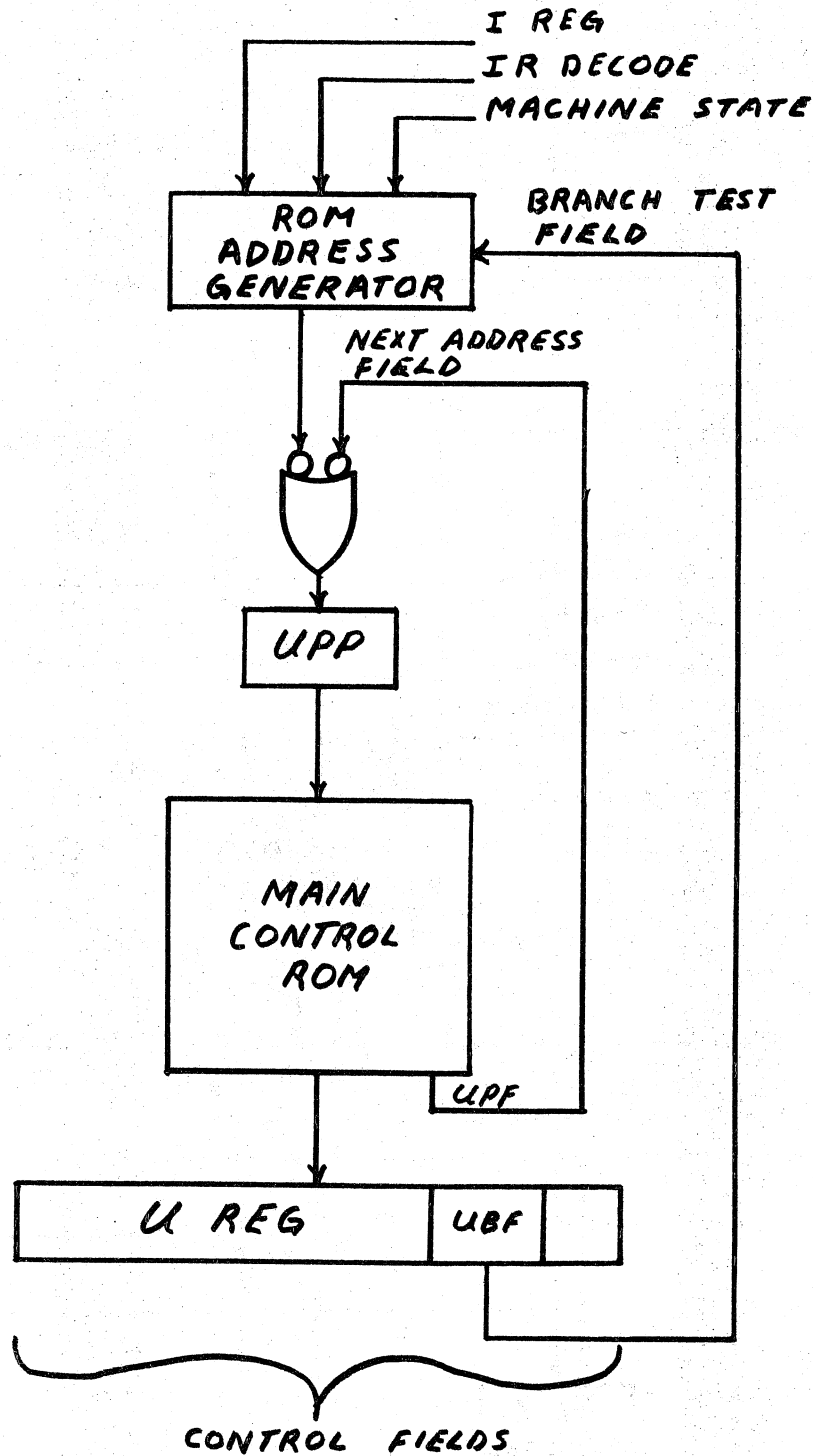 I REG
IR DECODE
MACHINE STATE
BRANCH TEST
FIELD
ROM
ADDRESS
GENERATOR
NEXT ADDRESS
FIELD
UPP
MAIN
CONTROL
ROM
UPF
U REG
UBF
CONTROL FIELDS